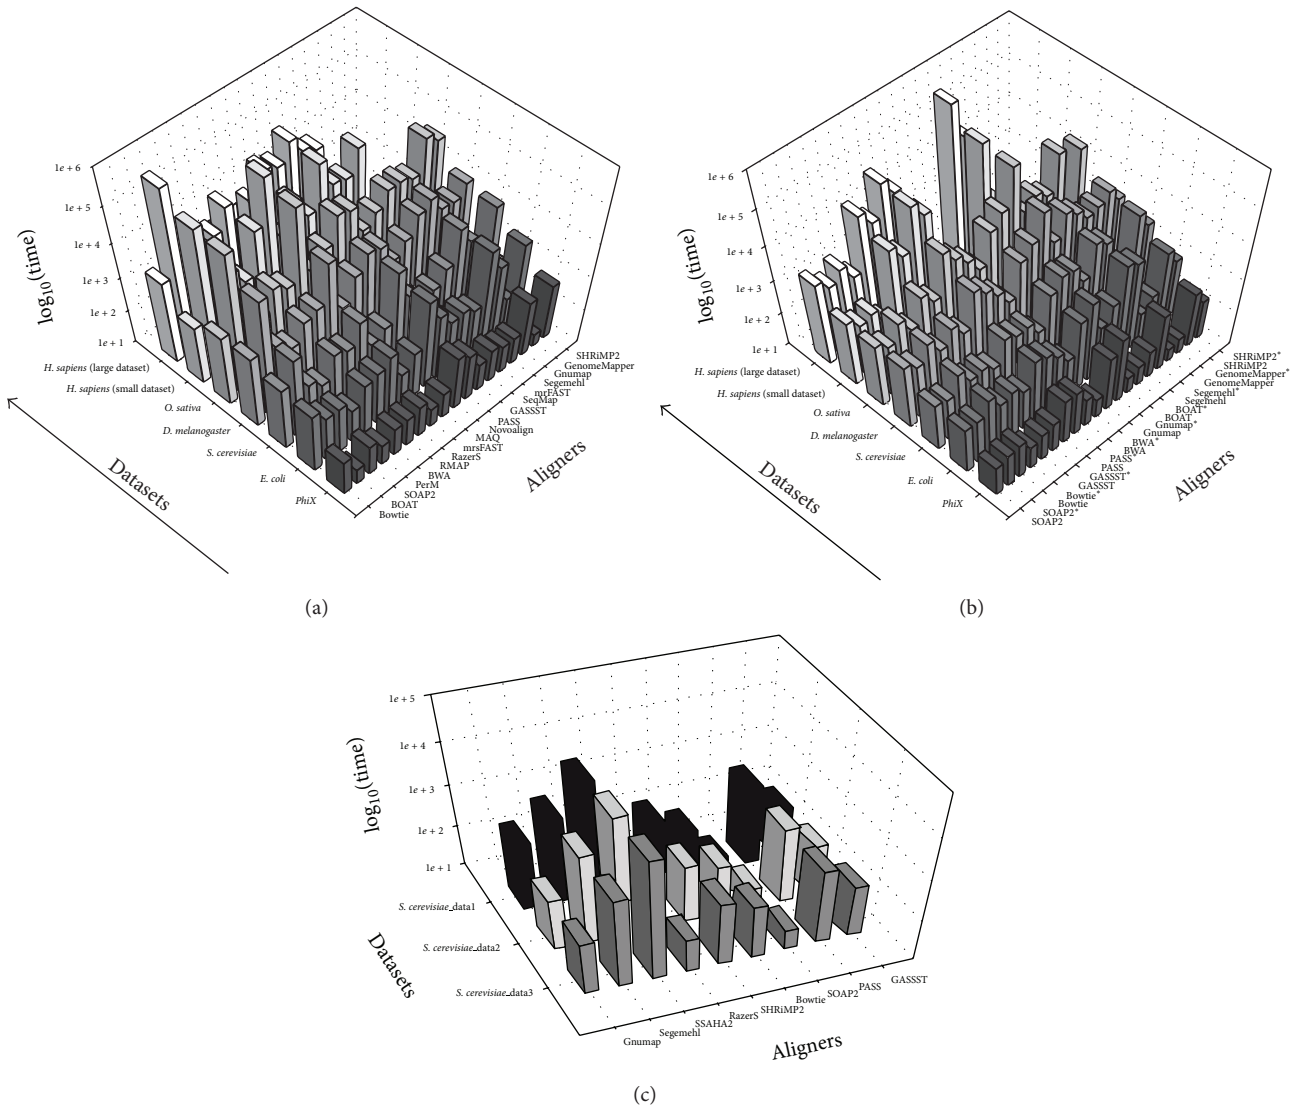 1e + 6
1e + 5
1e + 4
1e + 3
1e + 2
1e + 1
log10(time)
H. sapiens (large dataset)
H. sapiens (small dataset)
O. sativa
D. melanogaster
S. cerevisiae
E. coli
PhiX
Datasets
SHRiMP2
GenomeMapper
Gnumap
Segemehl
mrFAST
SeqMap
GASSST
PASS
Novoalign
MAQ
mrsFAST
RazerS
RMAP
BWA
PerM
SOAP2
BOAT
Bowtie
Aligners
(a)
1e + 6
1e + 5
1e + 4
1e + 3
1e + 2
1e + 1
log10(time)
H. sapiens (large dataset)
H. sapiens (small dataset)
O. sativa
D. melanogaster
S. cerevisiae
E. coli
PhiX
Datasets
SHRiMP2*
SHRiMP2
GenomeMapper*
GenomeMapper
Segemehl*
Segemehl
BOAT*
BOAT
Gnumap*
Gnumap
BWA*
BWA
PASS*
PASS
GASSST*
GASSST
Bowtie*
Bowtie
SOAP2*
SOAP2
Aligners
(b)
1e + 5
1e + 4
1e + 3
1e + 2
1e + 1
log10(time)
S. cerevisiae_data1
S. cerevisiae_data2
S. cerevisiae_data3
Datasets
GASSST
PASS
SOAP2
Bowtie
SHRiMP2
RazerS
SSAHA2
Segemehl
Gnumap
Aligners
(c)